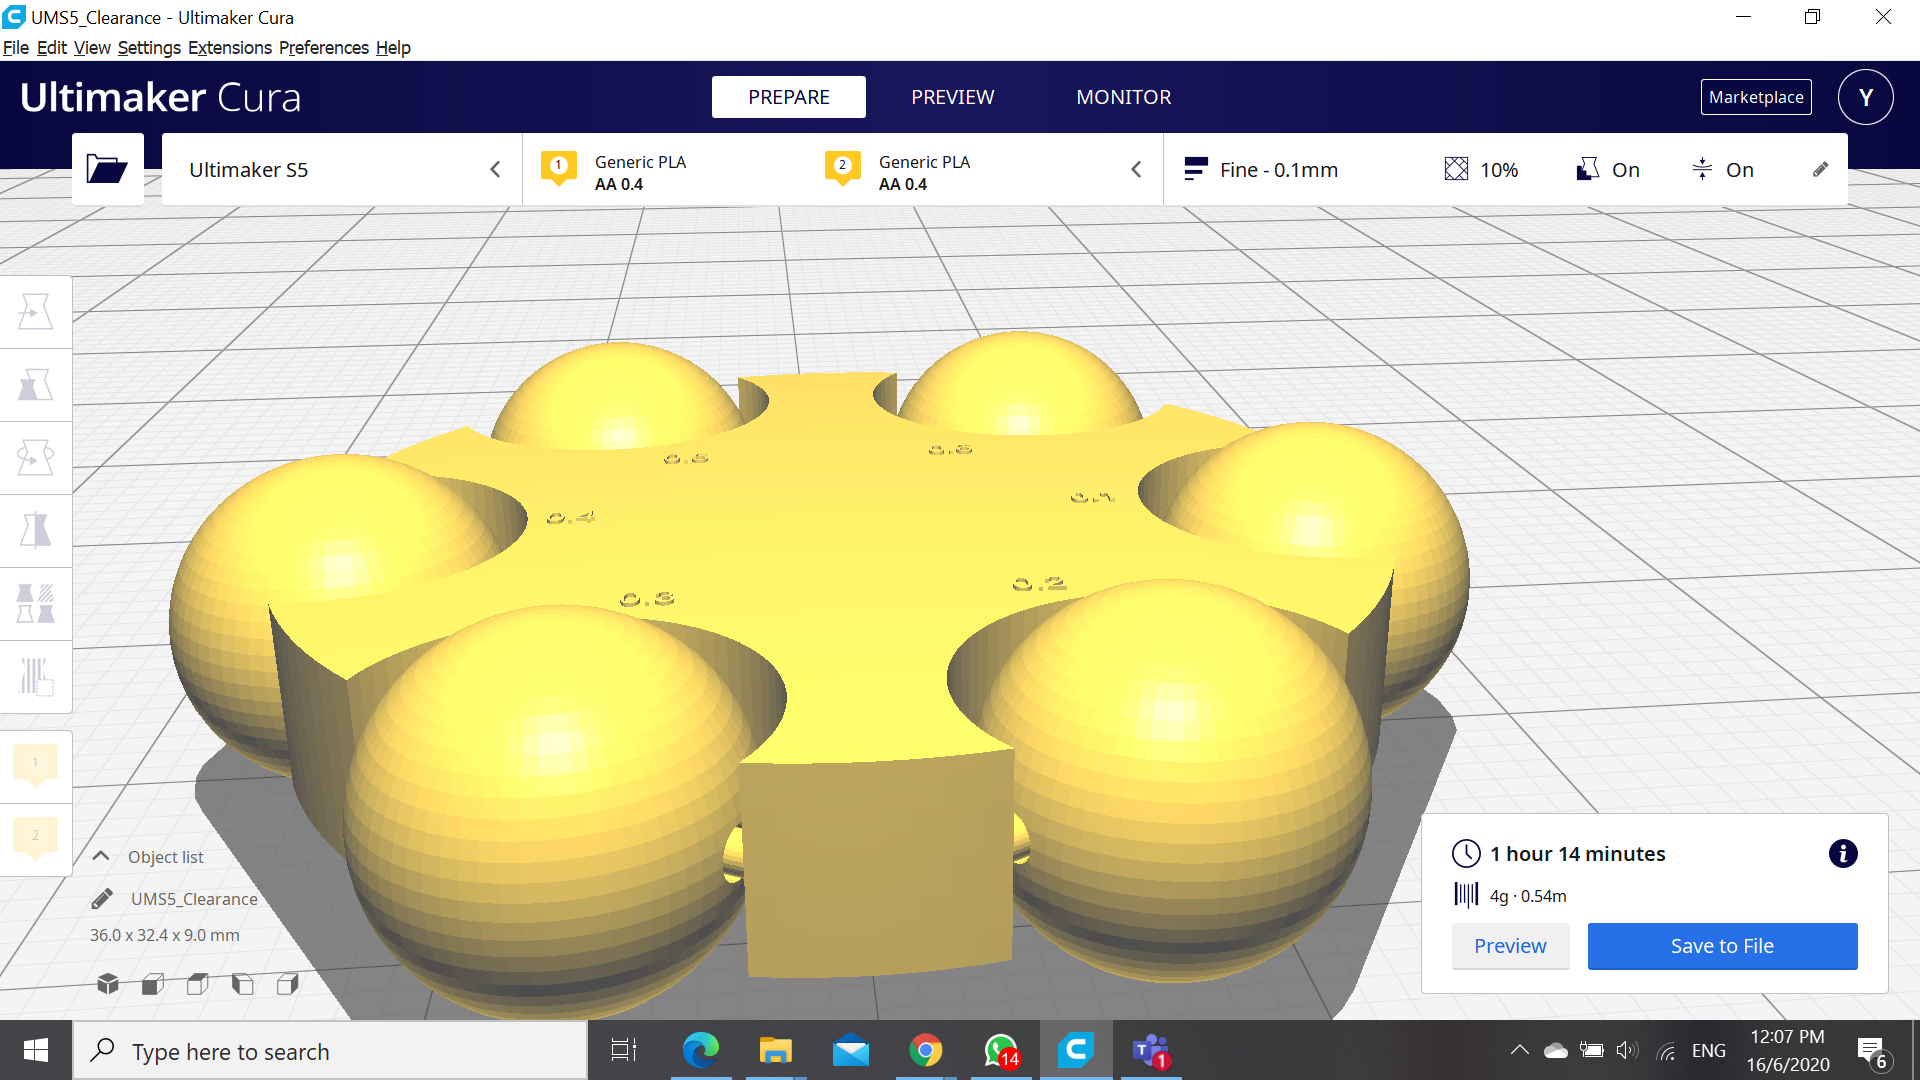 UMS5_Clearance - Ultimaker Cura
File Edit View Settings Extensions Preferences Help
Ultimaker Cura
PREPARE
PREVIEW
MONITOR
Marketplace
Y
Ultimaker S5
1
Generic PLA
AA 0.4
2
Generic PLA
AA 0.4
Fine - 0.1mm
10%
On
On
0.5
0.6
0.4
0.1
0.3
0.2
1
2
Object list
UMS5_Clearance
36.0 x 32.4 x 9.0 mm
1 hour 14 minutes
4g · 0.54m
Preview
Save to File
Type here to search
14
T
1
ENG
12:07 PM
16/6/2020
6